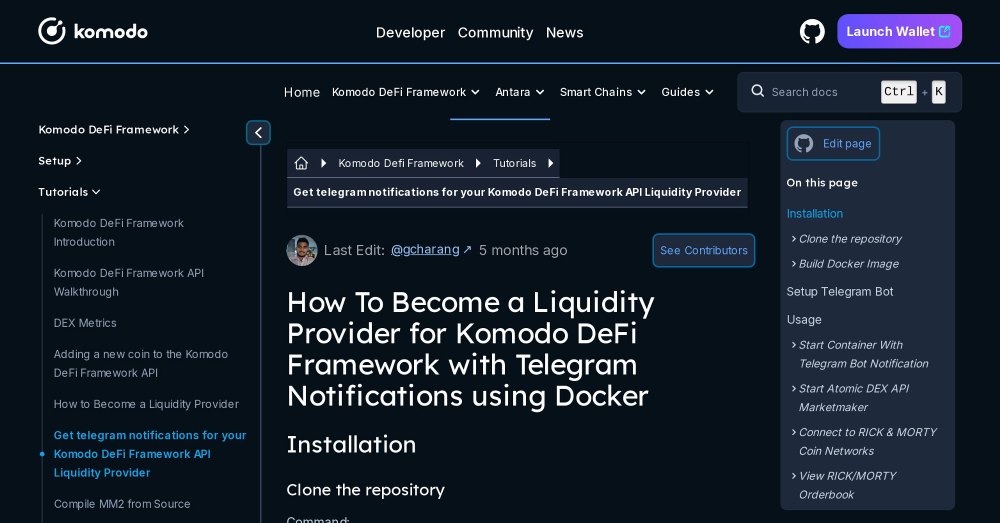 komodo
Developer Community News
Launch Wallet
Home Komodo DeFi Framework Antara Smart Chains Guides
Search docs Ctrl + K
Komodo DeFi Framework
Setup
Tutorials
Komodo DeFi Framework
Introduction
Komodo DeFi Framework API
Walkthrough
DEX Metrics
Adding a new coin to the Komodo
DeFi Framework API
How to Become a Liquidity Provider
Get telegram notifications for your
Komodo DeFi Framework API
Liquidity Provider
Compile MM2 from Source
Komodo Defi Framework Tutorials
Get telegram notifications for your Komodo DeFi Framework API Liquidity Provider
Last Edit: @gcharang ↗ 5 months ago
See Contributors
How To Become a Liquidity
Provider for Komodo DeFi
Framework with Telegram
Notifications using Docker
Installation
Clone the repository
Command:
Edit page
On this page
Installation
Clone the repository
Build Docker Image
Setup Telegram Bot
Usage
Start Container With
Telegram Bot Notification
Start Atomic DEX API
Marketmaker
Connect to RICK & MORTY
Coin Networks
View RICK/MORTY
Orderbook